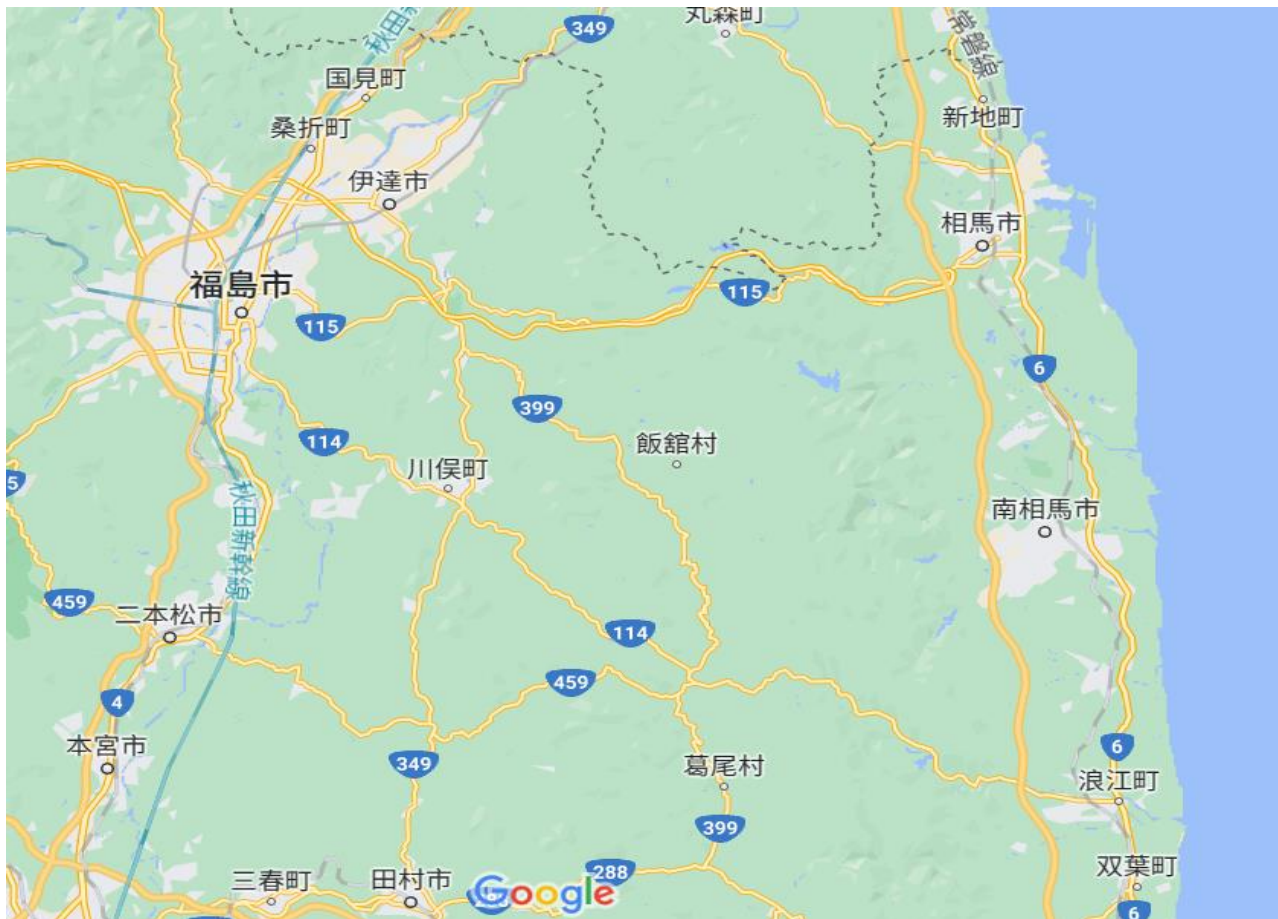 丸森町
349
秋田
常磐線
国見町
新地町
桑折町
伊達市
相馬市
福島市
115
115
6
399
114
飯舘村
川俣町
5
秋田新幹線
南相馬市
459
二本松市
114
459
4
6
本宮市
349
葛尾村
浪江町
399
双葉町
288
三春町
田村市
Google
6